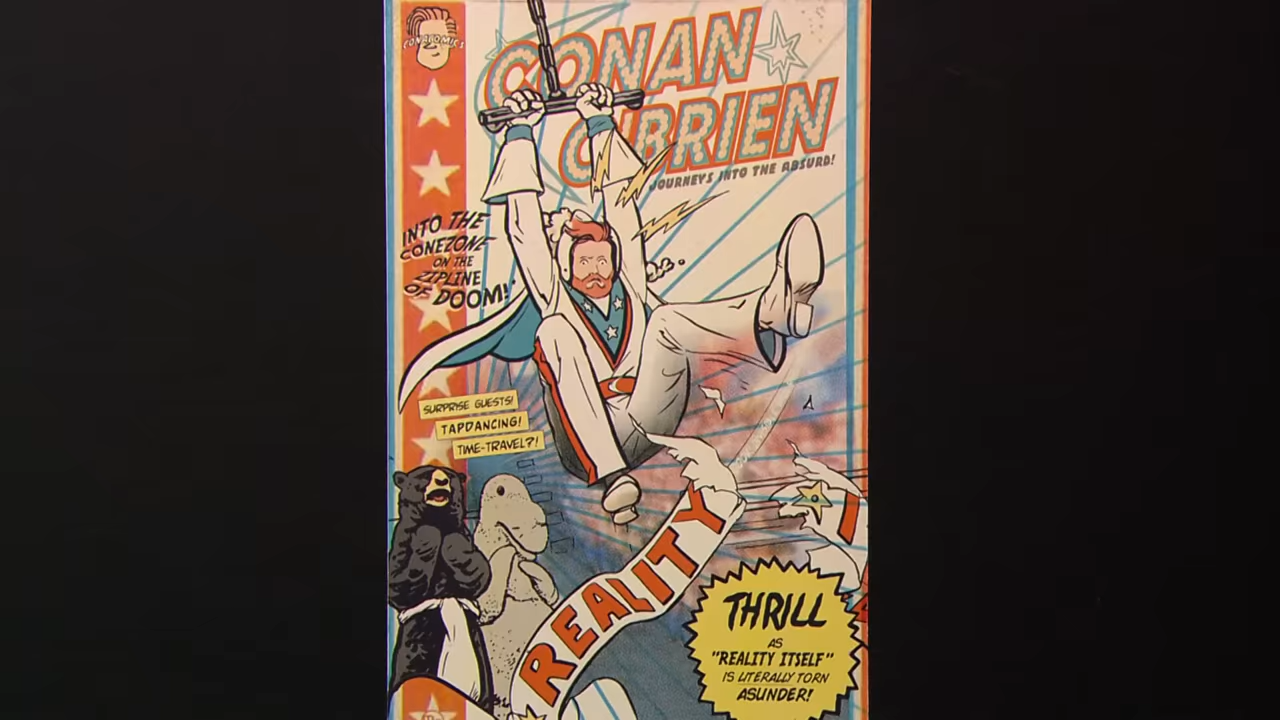 CONACOMICS
CONAN
O'BRIEN
JOURNEYS INTO THE ABSURD!
INTO THE
CONEZONE
ON THE
ZIPLINE
OF DOOM!
SURPRISE GUESTS!
TAPDANCING!
TIME-TRAVEL?!
REALITY
THRILL
AS
"REALITY ITSELF"
IS LITERALLY TORN
ASUNDER!